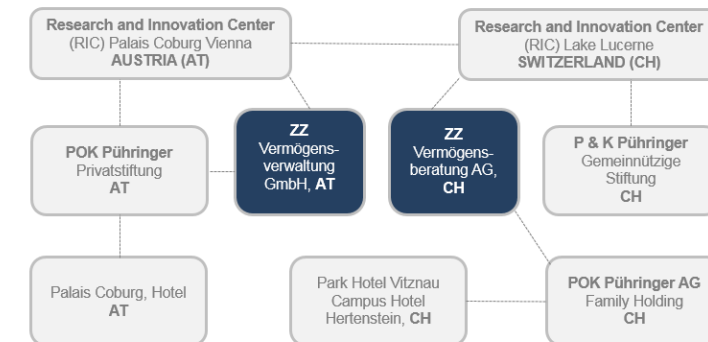 Research and Innovation Center
(RIC) Palais Coburg Vienna
AUSTRIA (AT)
Research and Innovation Center
(RIC) Lake Lucerne
SWITZERLAND (CH)
POK Pühringer
Privatstiftung
AT
ZZ
Vermögens-
verwaltung
GmbH, AT
ZZ
Vermögens-
beratung AG,
CH
P & K Pühringer
Gemeinnützige
Stiftung
CH
Palais Coburg, Hotel
AT
Park Hotel Vitznau
Campus Hotel
Hertenstein, CH
POK Pühringer AG
Family Holding
CH